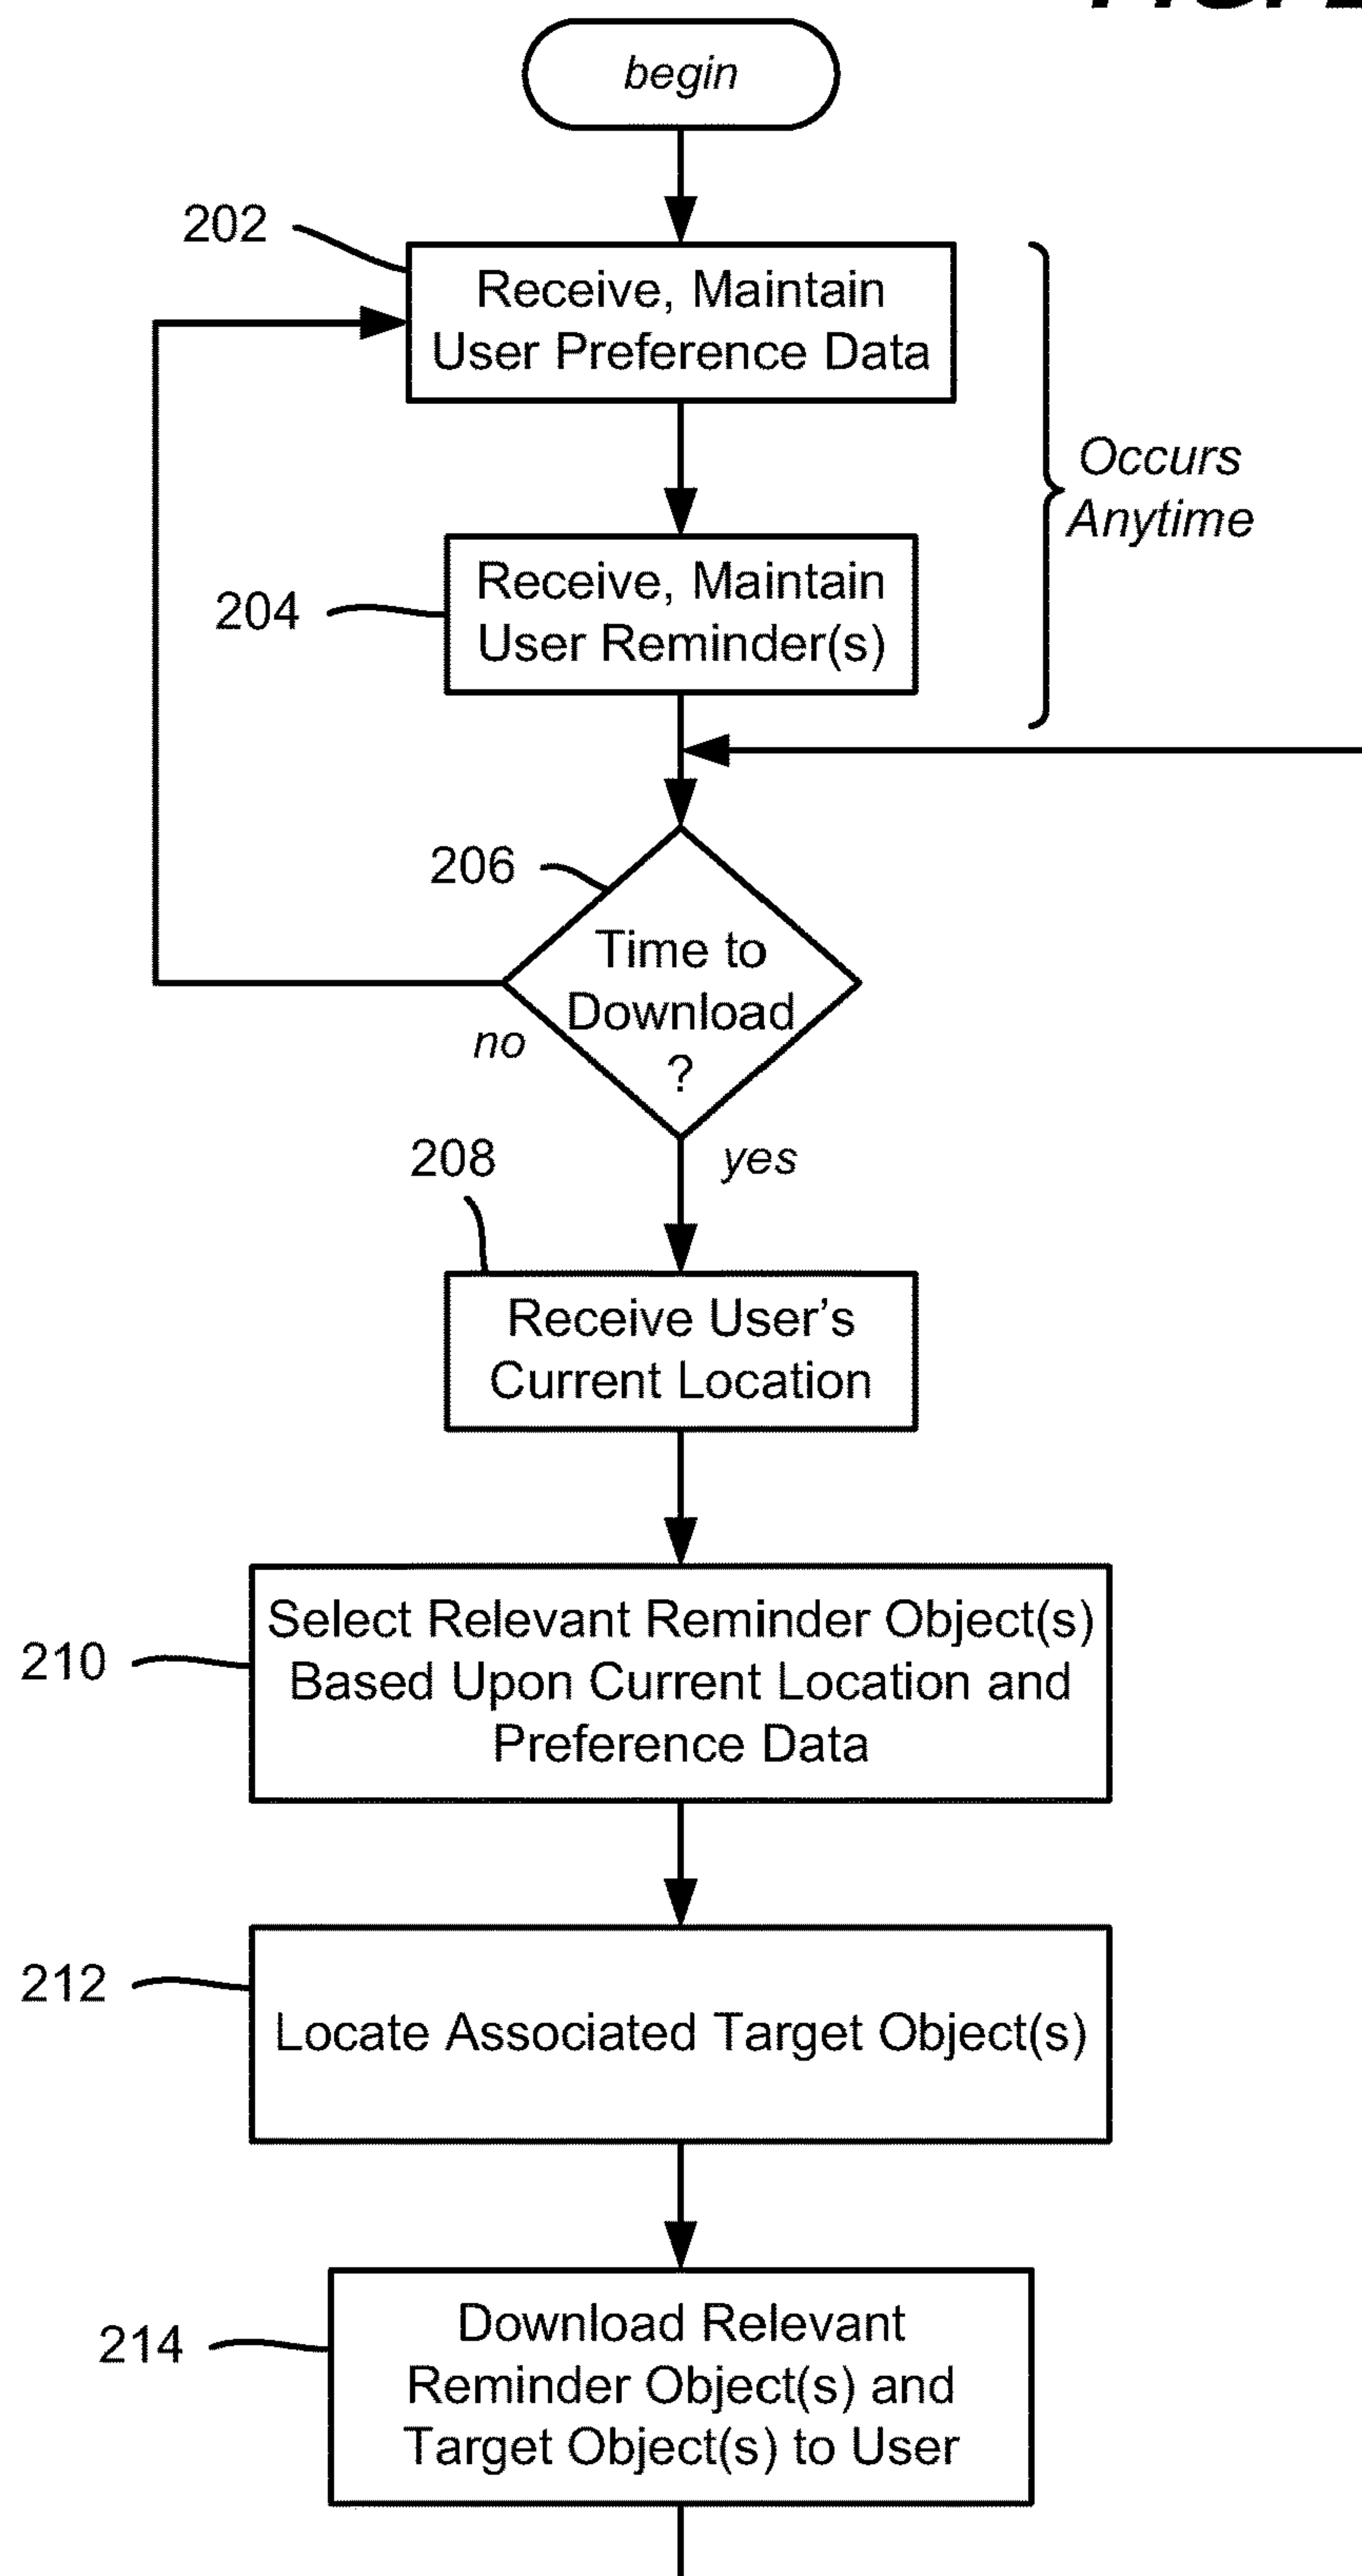 begin
202
Receive, Maintain
User Preference Data
Occurs
Anytime
204
Receive, Maintain
User Reminder(s)
206
Time to
Download
?
no
yes
208
Receive User’s
Current Location
210
Select Relevant Reminder Object(s)
Based Upon Current Location and
Preference Data
212
Locate Associated Target Object(s)
214
Download Relevant
Reminder Object(s) and
Target Object(s) to User